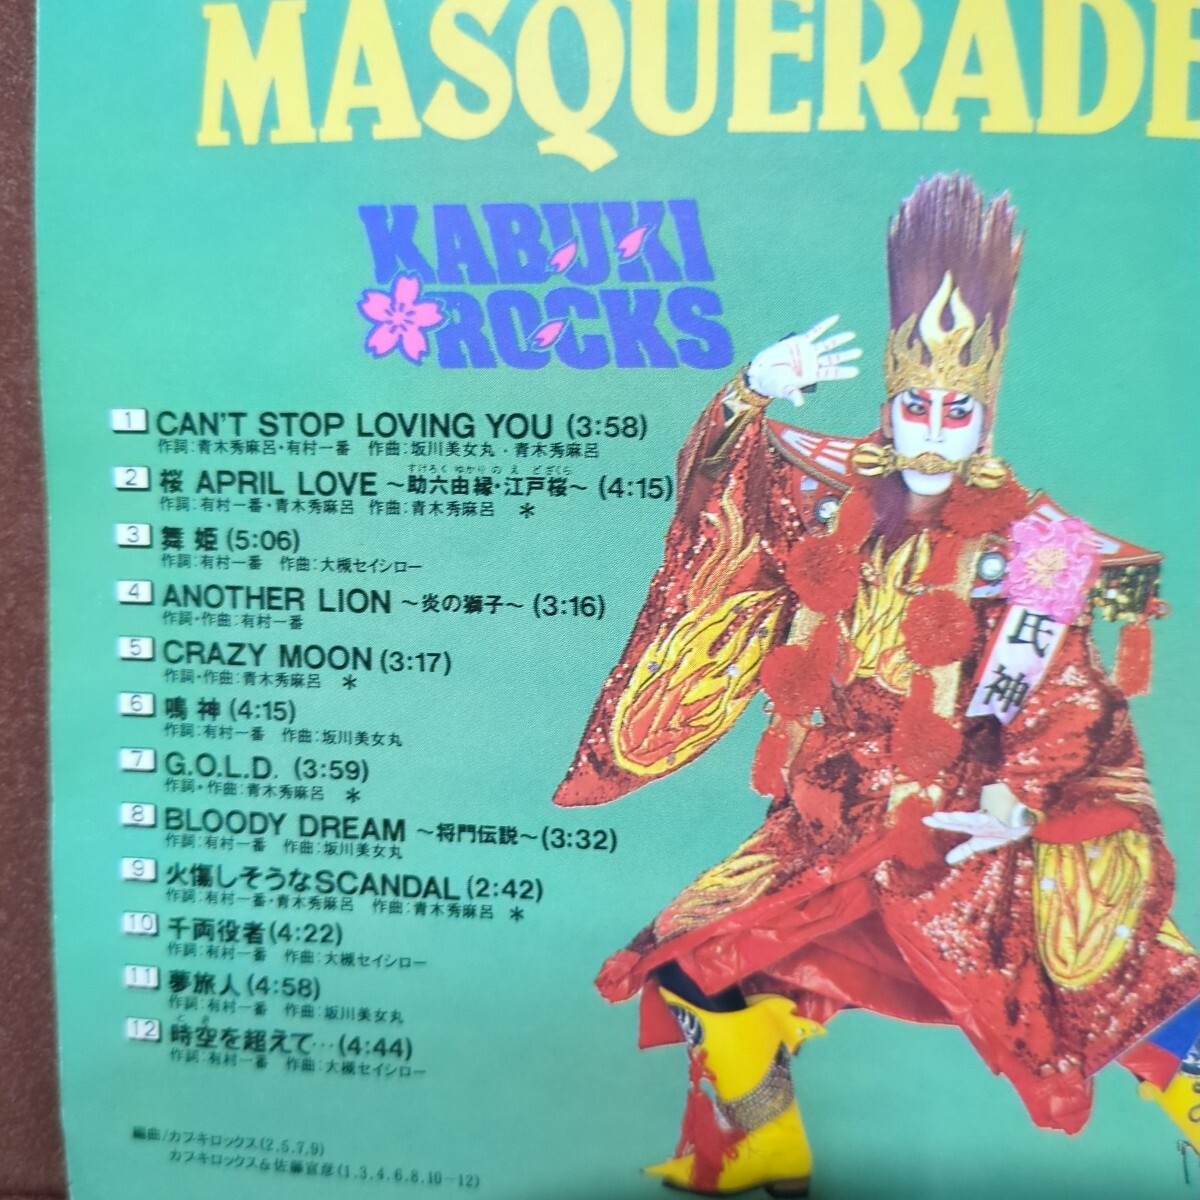 MASQUERADE
KABUKI
ROCKS
1 CAN'T STOP LOVING YOU (3:58)
作詞:青木秀麻呂・有村一番 作曲:坂川美女丸・青木秀麻呂
すけろく ゆかり の え ど ざくら
2 桜 APRIL LOVE ～助六由縁・江戸桜～ (4:15)
作詞:有村一番・青木秀麻呂 作曲:青木秀麻呂 ＊
3 舞 姫 (5:06)
作詞:有村一番 作曲:大槻セイシロー
4 ANOTHER LION ～炎の獅子～ (3:16)
作詞・作曲:有村一番
5 CRAZY MOON (3:17)
作詞・作曲:青木秀麻呂 ＊
6 鳴 神 (4:15)
作詞:有村一番 作曲:坂川美女丸
7 G.O.L.D. (3:59)
作詞・作曲:青木秀麻呂 ＊
8 BLOODY DREAM ～将門伝説～(3:32)
作詞:有村一番 作曲:坂川美女丸
9 火傷しそうなSCANDAL (2:42)
作詞:有村一番・青木秀麻呂 作曲:青木秀麻呂 ＊
10 千両役者 (4:22)
作詞:有村一番 作曲:大槻セイシロー
11 夢旅人 (4:58)
作詞:有村一番 作曲:坂川美女丸
とき
12 時空を超えて… (4:44)
作詞:有村一番 作曲:大槻セイシロー
編曲/カブキロックス(2.5.7.9)
カブキロックス&佐藤宣彦(1.3.4.6.8.10−12)
氏神